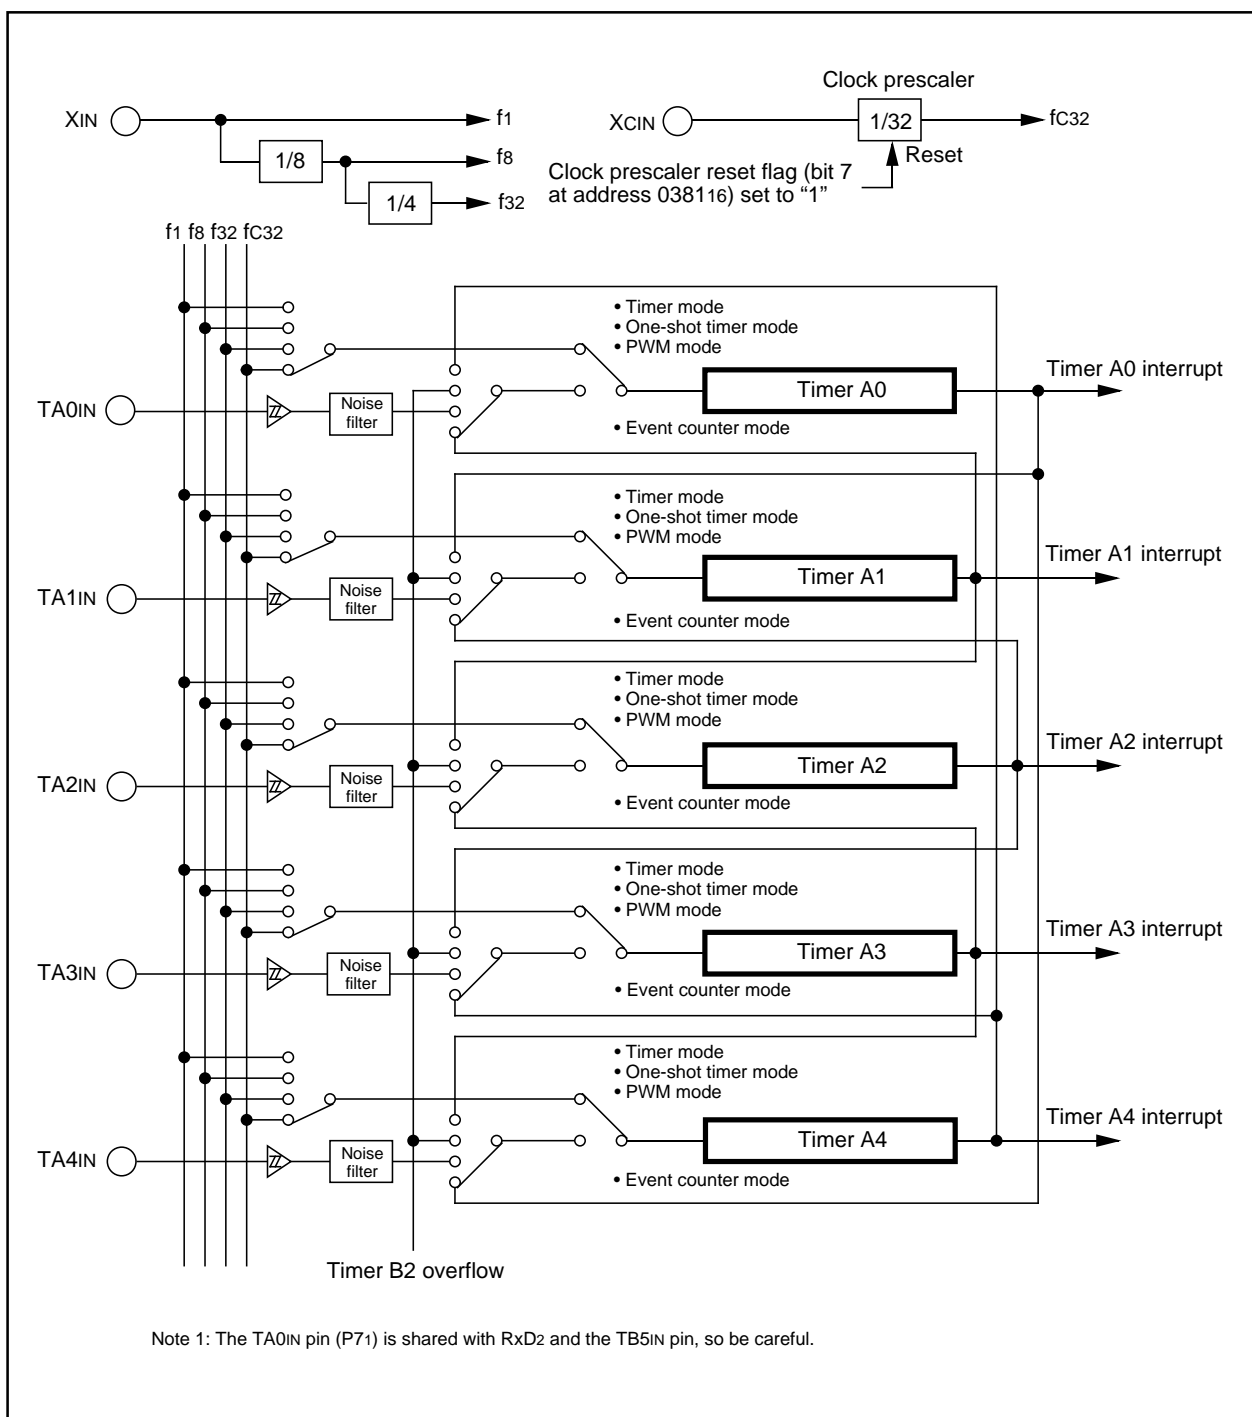 Clock prescaler
XIN
f1
XCIN
1/32
fC32
1/8
f8
Reset
Clock prescaler reset flag (bit 7
at address 038116) set to “1”
1/4
f32
f1 f8 f32 fC32
• Timer mode
• One-shot timer mode
• PWM mode
Timer A0 interrupt
Timer A0
TA0IN
Noise
filter
• Event counter mode
• Timer mode
• One-shot timer mode
• PWM mode
Timer A1 interrupt
Timer A1
TA1IN
Noise
filter
• Event counter mode
• Timer mode
• One-shot timer mode
• PWM mode
Timer A2 interrupt
Timer A2
TA2IN
Noise
filter
• Event counter mode
• Timer mode
• One-shot timer mode
• PWM mode
Timer A3 interrupt
Timer A3
TA3IN
Noise
filter
• Event counter mode
• Timer mode
• One-shot timer mode
• PWM mode
Timer A4 interrupt
Timer A4
TA4IN
Noise
filter
• Event counter mode
Timer B2 overflow
Note 1: The TA0IN pin (P71) is shared with RxD2 and the TB5IN pin, so be careful.